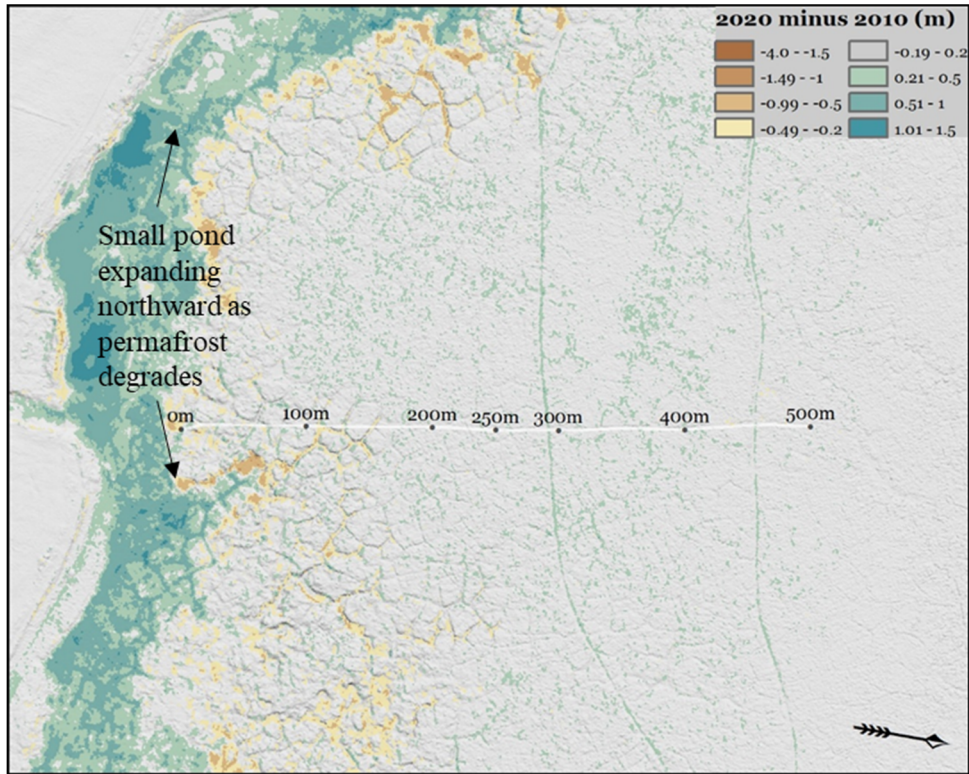 2020 minus 2010 (m)
-4.0 - -1.5
-0.19 - 0.2
-1.49 - -1
0.21 - 0.5
-0.99 - -0.5
0.51 - 1
-0.49 - -0.2
1.01 - 1.5
Small pond
expanding
northward as
permafrost
degrades
0m
100m
200m
250m
300m
400m
500m